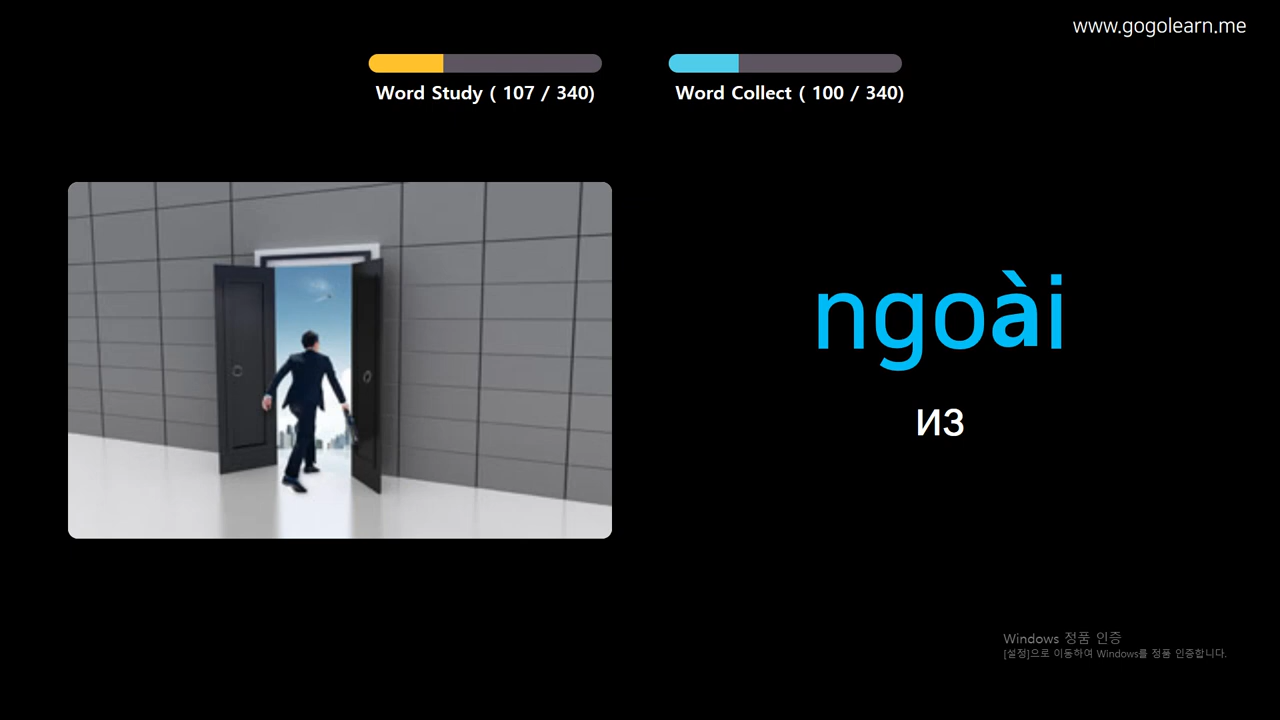 www.gogolearn.me
Word Study ( 107 / 340)
Word Collect ( 100 / 340)
ngoài
из
Windows 정품 인증
[설정]으로 이동하여 Windows를 정품 인증합니다.